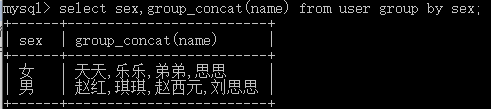 mysql> select sex,group_concat(name) from user group by sex;
+------+---------------------------+
| sex | group_concat(name) |
+------+---------------------------+
| 女 | 天天,乐乐,弟弟,思思
| 男 | 赵红,琪琪,赵西元,刘思思
+------+---------------------------+